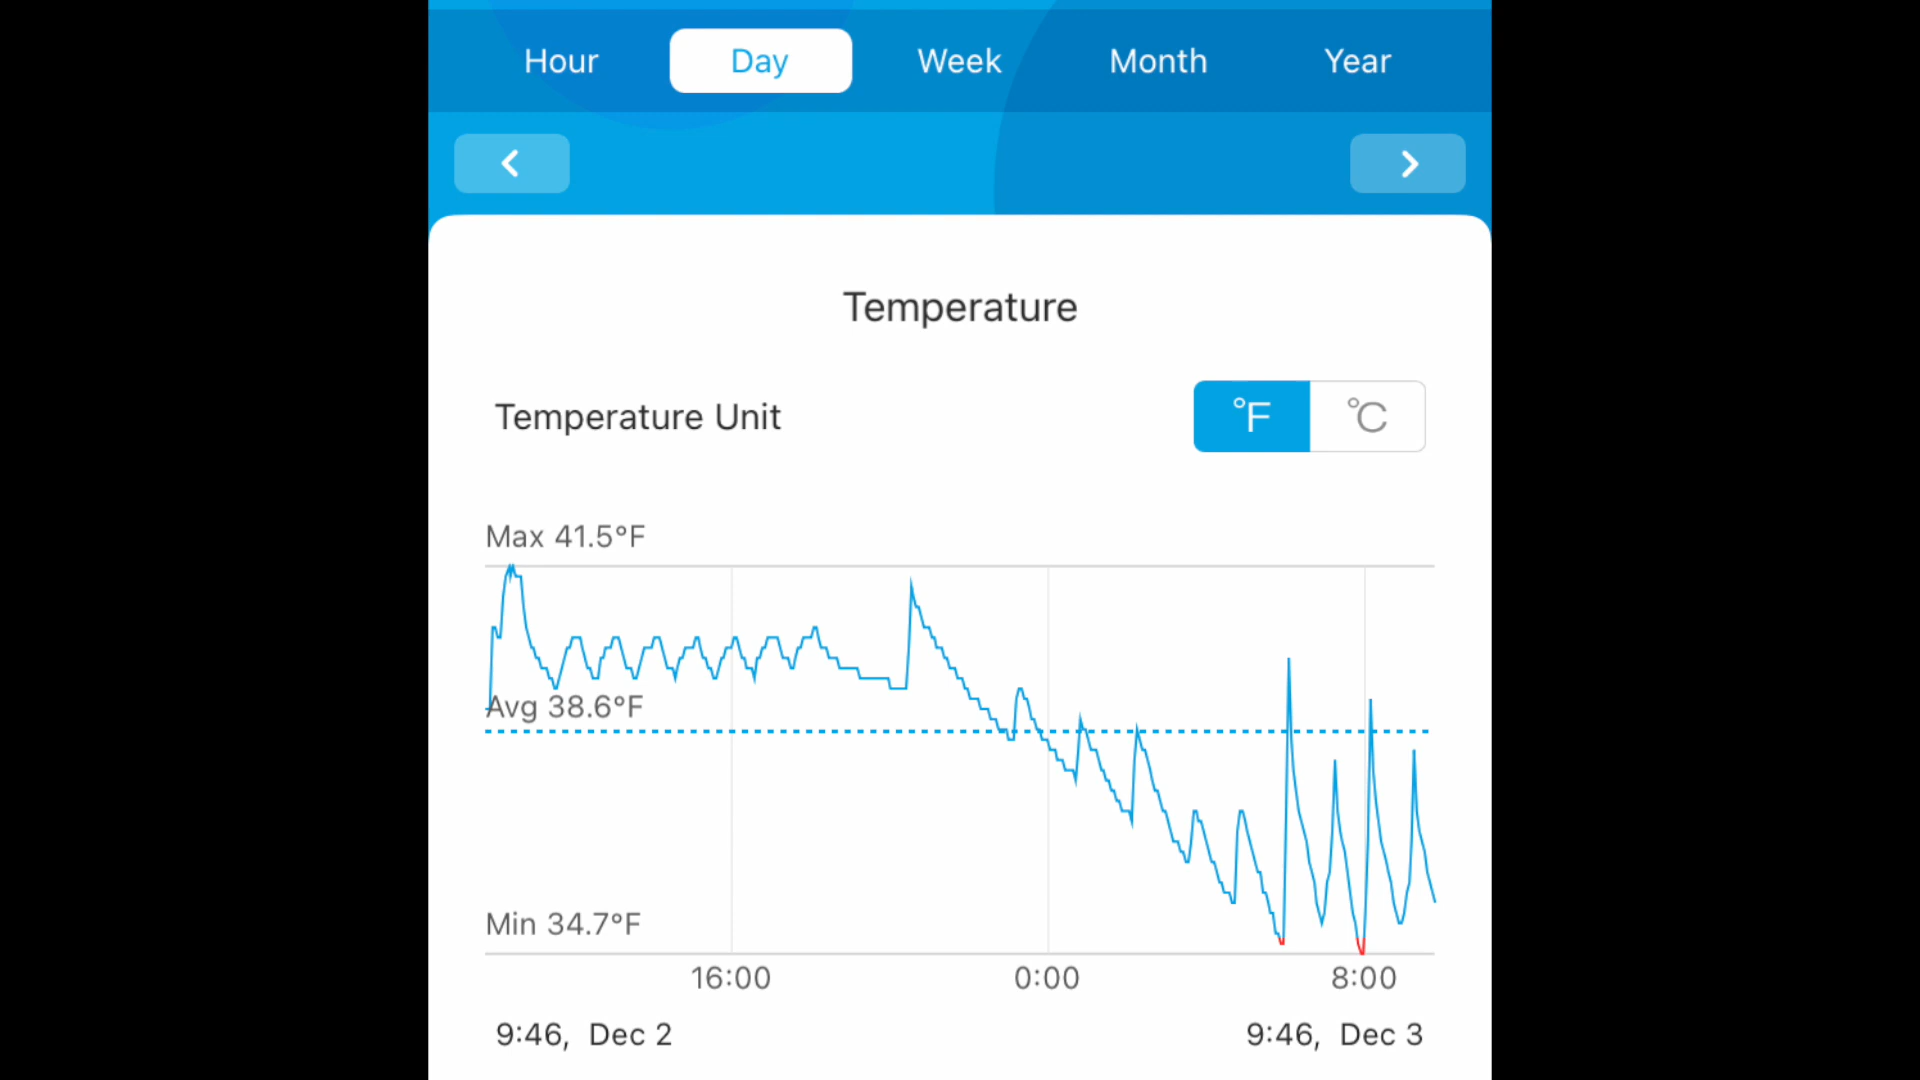 Hour Day Week Month Year
Temperature
Temperature Unit °F °C
Max 41.5°F
Avg 38.6°F
Min 34.7°F
16:00 0:00 8:00
9:46, Dec 2 9:46, Dec 3